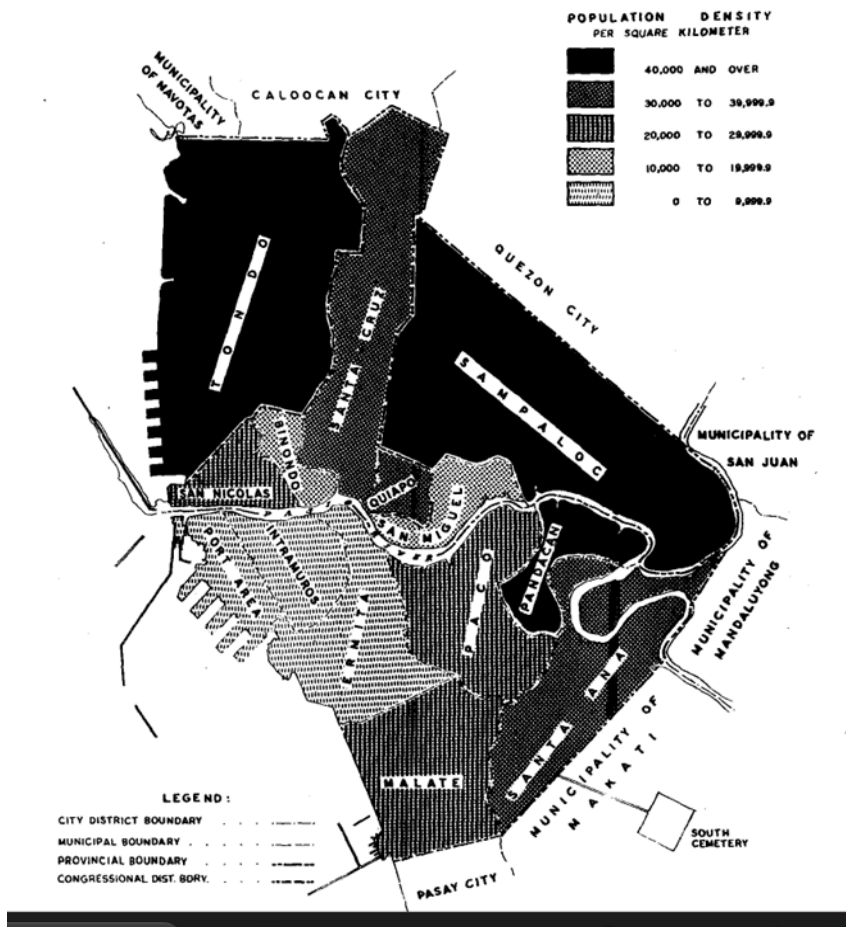 POPULATION DENSITY
PER SQUARE KILOMETER
40,000 AND OVER
30,000 TO 39,999.9
20,000 TO 29,999.9
10,000 TO 19,999.9
0 TO 9,999.9
MUNICIPALITY
OF NAVOTAS
CALOOCAN CITY
QUEZON CITY
TONDO
SANTA CRUZ
SAMPALOC
MUNICIPALITY OF
SAN JUAN
BINONDO
SAN NICOLAS
QUIAPO
SAN MIGUEL
PASIG RIVER
PORT AREA
INTRAMUROS
ERMITA
PACO
PANDACAN
MUNICIPALITY OF
MANDALUYONG
SANTA ANA
MALATE
MUNICIPALITY OF
MAKATI
SOUTH
CEMETERY
PASAY CITY
LEGEND:
CITY DISTRICT BOUNDARY
MUNICIPAL BOUNDARY
PROVINCIAL BOUNDARY
CONGRESSIONAL DIST. BDRY.